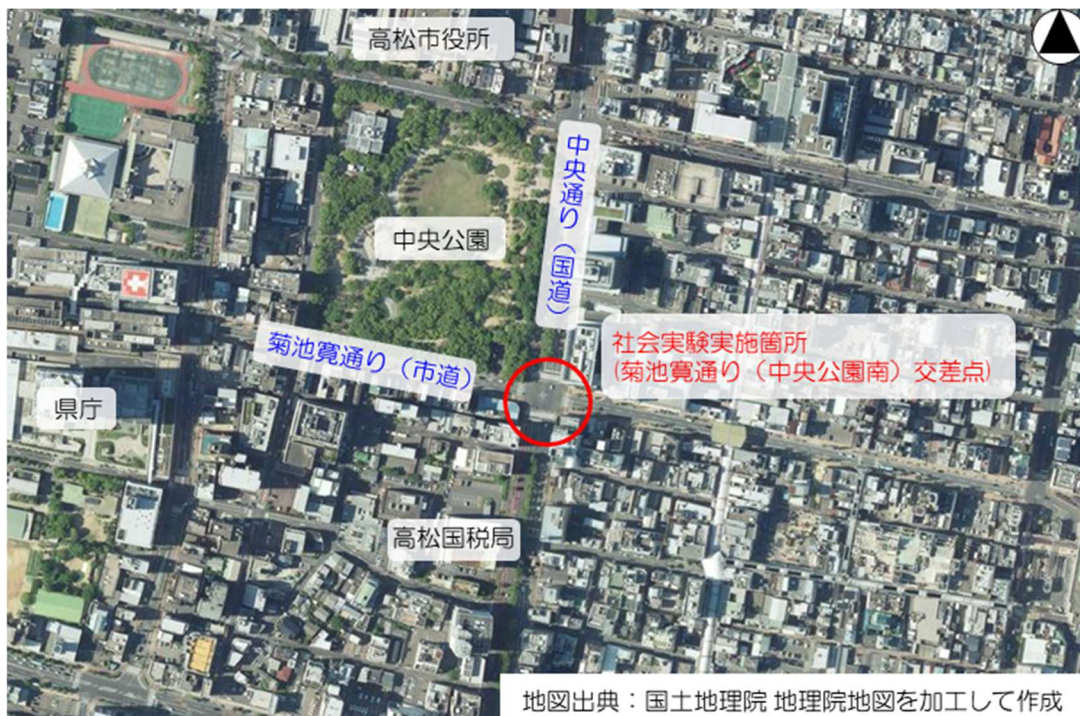 高松市役所
中央通り（国道）
中央公園
菊池寛通り（市道）
社会実験実施箇所
(菊池寛通り（中央公園南）交差点)
県庁
高松国税局
地図出典：国土地理院 地理院地図を加工して作成